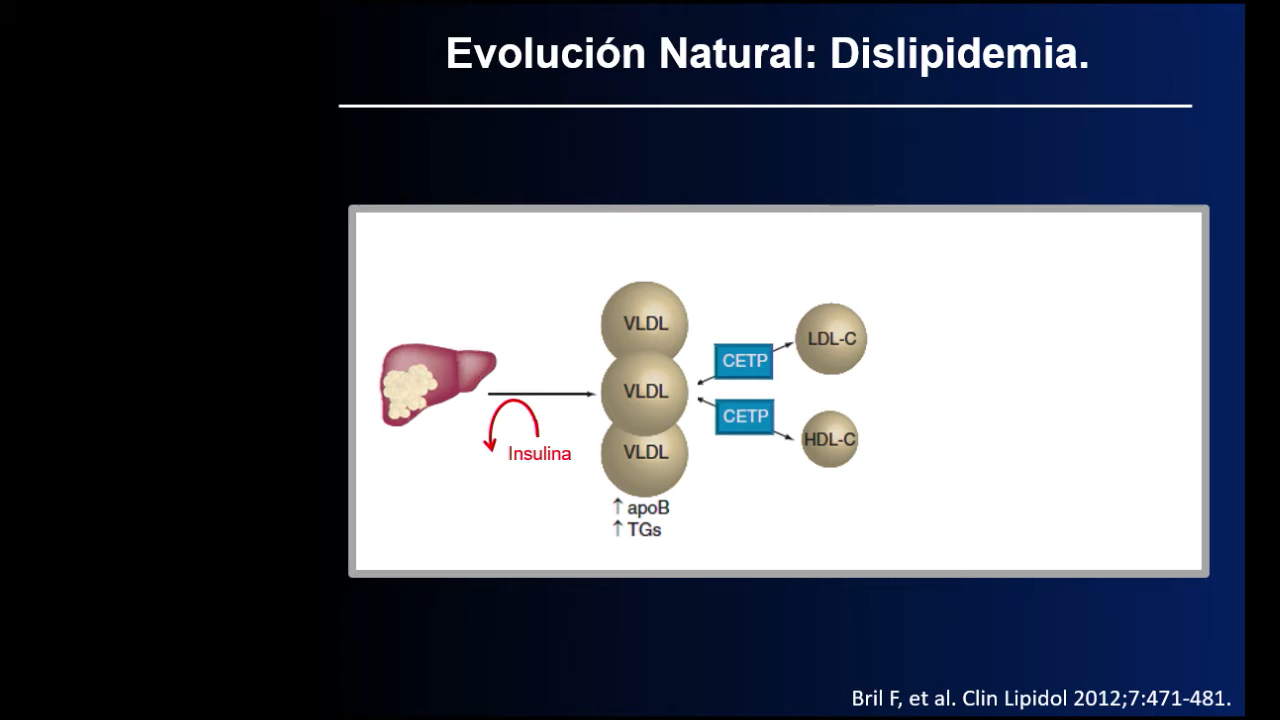 Evolución Natural: Dislipidemia.
VLDL
VLDL
VLDL
↑ apoB
↑ TGs
Insulina
CETP
CETP
LDL-C
HDL-C
Bril F, et al. Clin Lipidol 2012;7:471-481.